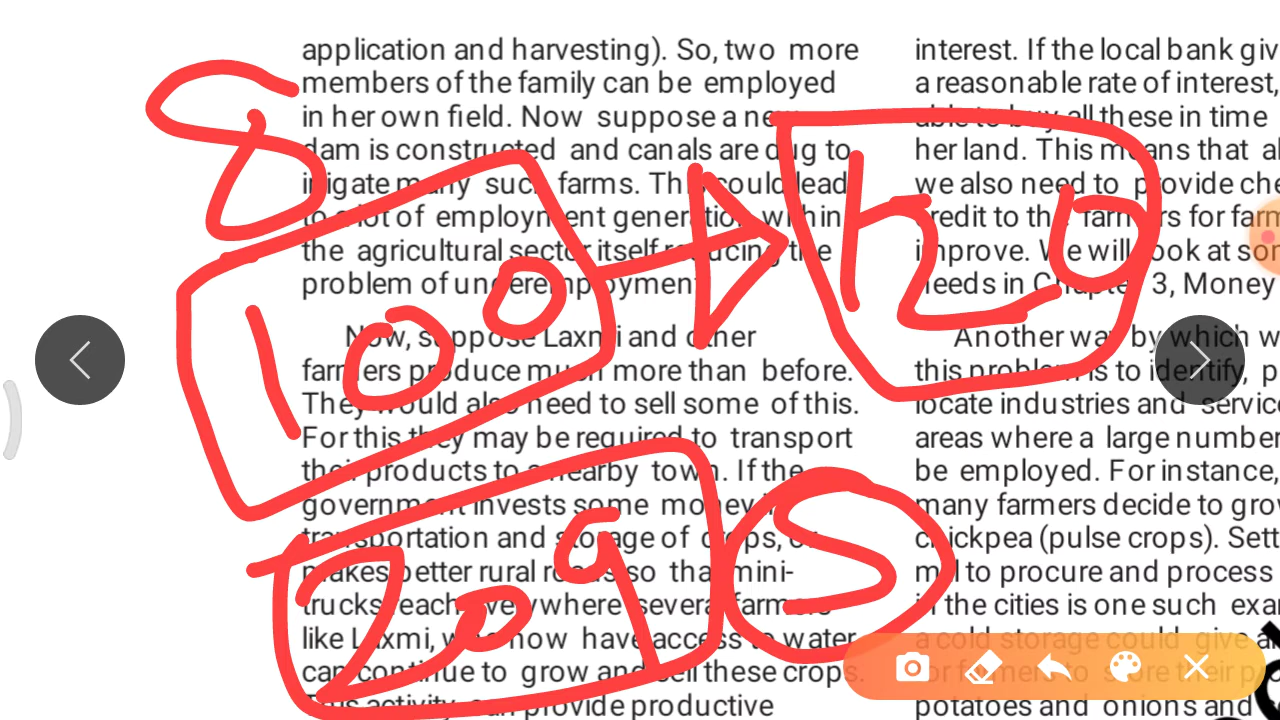 application and harvesting). So, two more
members of the family can be employed
in her own field. Now suppose a new
dam is constructed and canals are dug to
irrigate many such farms. This could lead
to a lot of employment generation within
the agricultural sector itself reducing the
problem of underemployment.
Now, suppose Laxmi and other
farmers produce much more than before.
They would also need to sell some of this.
For this they may be required to transport
their products to a nearby town. If the
government invests some money in
transportation and storage of crops, or
makes better rural roads so that mini-
trucks reach everywhere several farmers
like Laxmi, who now have access to water,
can continue to grow and sell these crops.
This activity can provide productive
interest. If the local bank giv
a reasonable rate of interest,
able to buy all these in time
her land. This means that al
we also need to provide che
credit to the farmers for farm
improve. We will look at som
needs in Chapter 3, Money
Another way by which w
this problem is to identify, p
locate industries and service
areas where a large number
be employed. For instance,
many farmers decide to grow
chickpea (pulse crops). Sett
mill to procure and process
in the cities is one such exa
a cold storage could give a
for farmers to store their p
potatoes and onions and
8
100
209
5